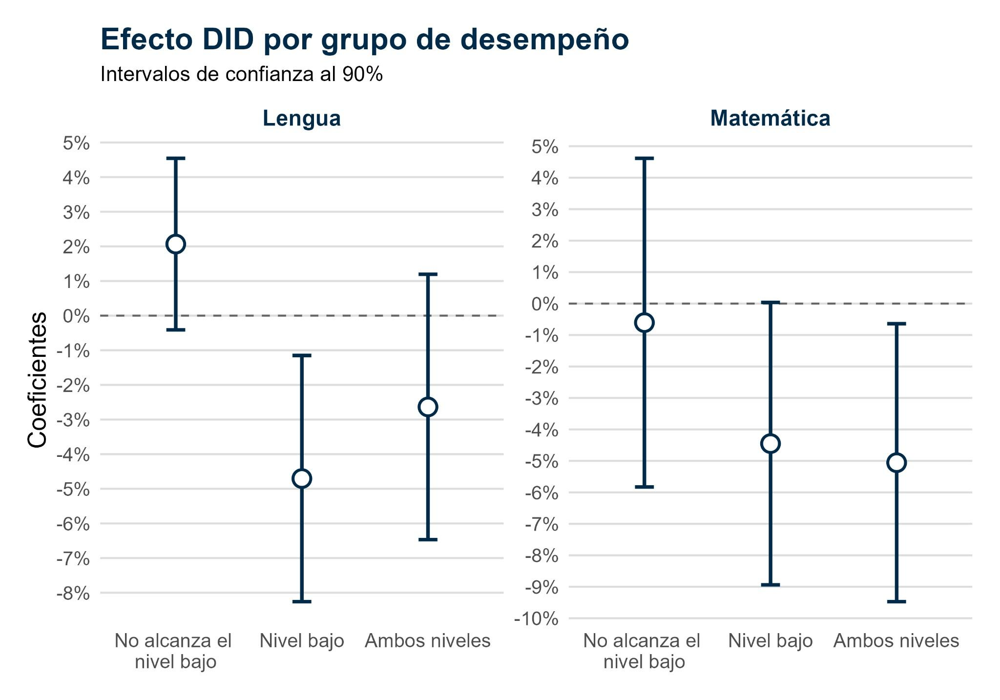 Efecto DID por grupo de desempeño
Intervalos de confianza al 90%
Lengua
5%
4%
3%
2%
1%
0%
-1%
-2%
-3%
-4%
-5%
-6%
-7%
-8%
Coeficientes
No alcanza el
nivel bajo
Nivel bajo
Ambos niveles
Matemática
5%
4%
3%
2%
1%
0%
-1%
-2%
-3%
-4%
-5%
-6%
-7%
-8%
-9%
-10%
No alcanza el
nivel bajo
Nivel bajo
Ambos niveles